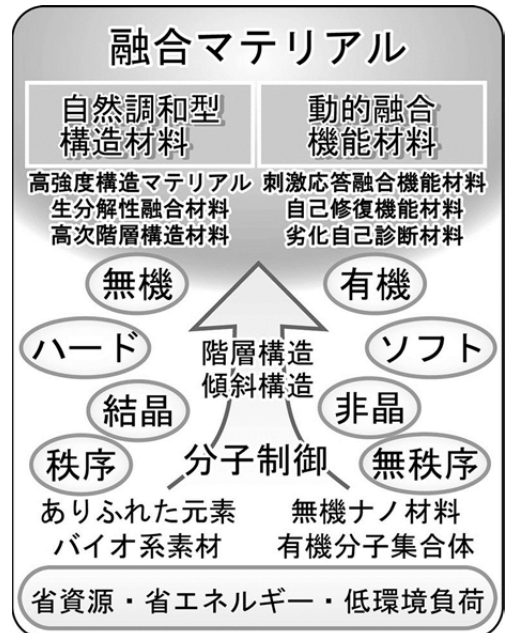 融合マテリアル
自然調和型
構造材料
動的融合
機能材料
高強度構造マテリアル
生分解性融合材料
高次階層構造材料
刺激応答融合機能材料
自己修復機能材料
劣化自己診断材料
無機
有機
ハード
ソフト
階層構造
傾斜構造
結晶
非晶
秩序
分子制御
無秩序
ありふれた元素
バイオ系素材
無機ナノ材料
有機分子集合体
省資源・省エネルギー・低環境負荷